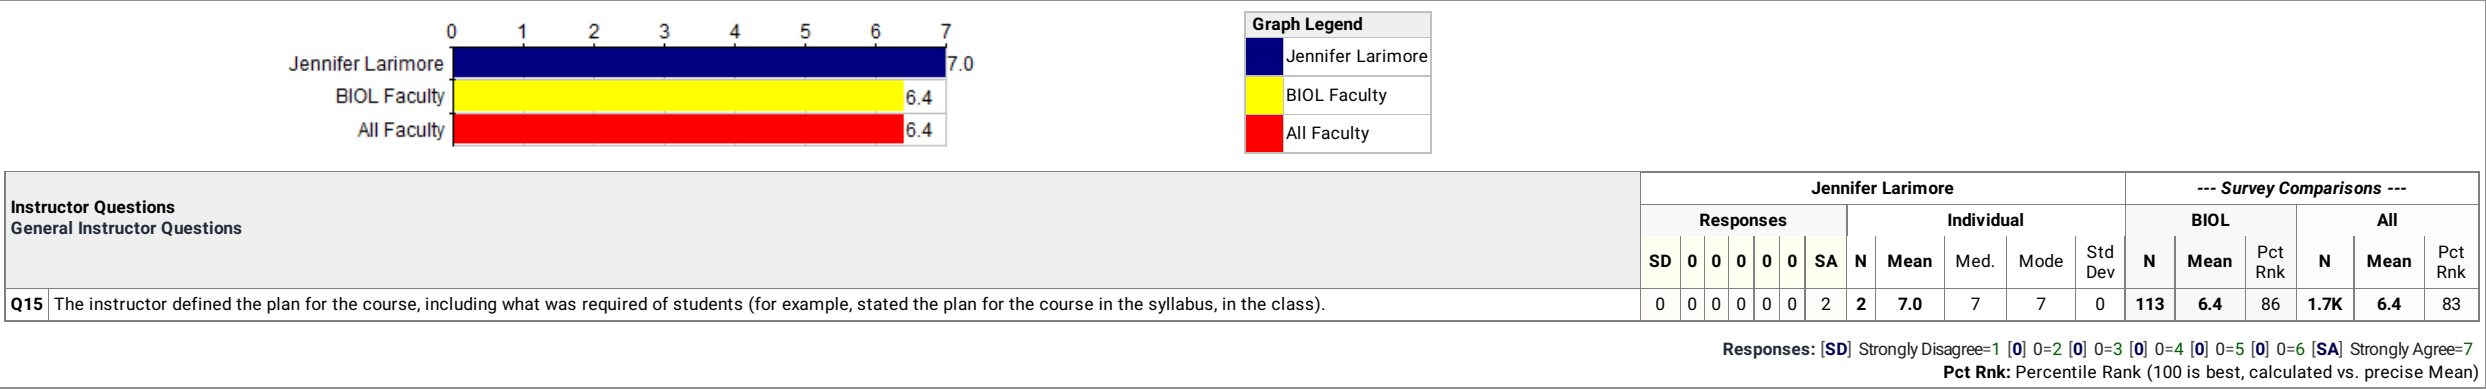 0 1 2 3 4 5 6 7
Jennifer Larimore 7.0
BIOL Faculty 6.4
All Faculty 6.4
Graph Legend
Jennifer Larimore
BIOL Faculty
All Faculty
Instructor Questions
General Instructor Questions
Jennifer Larimore --- Survey Comparisons ---
Responses Individual BIOL All
SD 0 0 0 0 0 SA N Mean Med. Mode Std Dev N Mean Pct Rnk N Mean Pct Rnk
Q15 The instructor defined the plan for the course, including what was required of students (for example, stated the plan for the course in the syllabus, in the class). 0 0 0 0 0 0 2 2 7.0 7 7 0 113 6.4 86 1.7K 6.4 83
Responses: [SD] Strongly Disagree=1 [0] 0=2 [0] 0=3 [0] 0=4 [0] 0=5 [0] 0=6 [SA] Strongly Agree=7
Pct Rnk: Percentile Rank (100 is best, calculated vs. precise Mean)